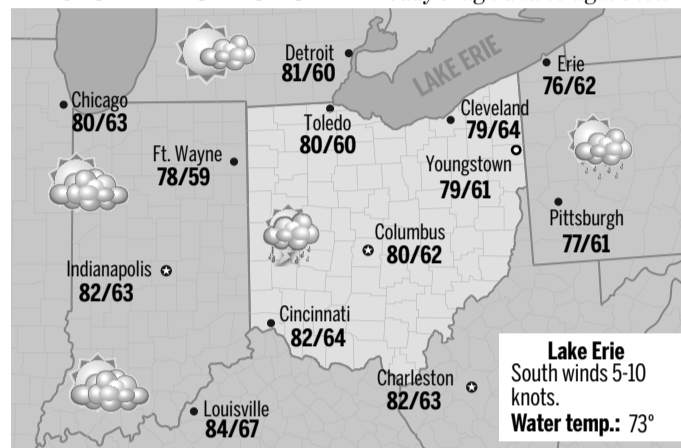 Detroit
81/60
LAKE ERIE
Erie
76/62
Chicago
80/63
Toledo
80/60
Cleveland
79/64
Ft. Wayne
78/59
Youngstown
79/61
Pittsburgh
77/61
Columbus
80/62
Indianapolis
82/63
Cincinnati
82/64
Charleston
82/63
Louisville
84/67
Lake Erie
South winds 5-10
knots.
Water temp.: 73°